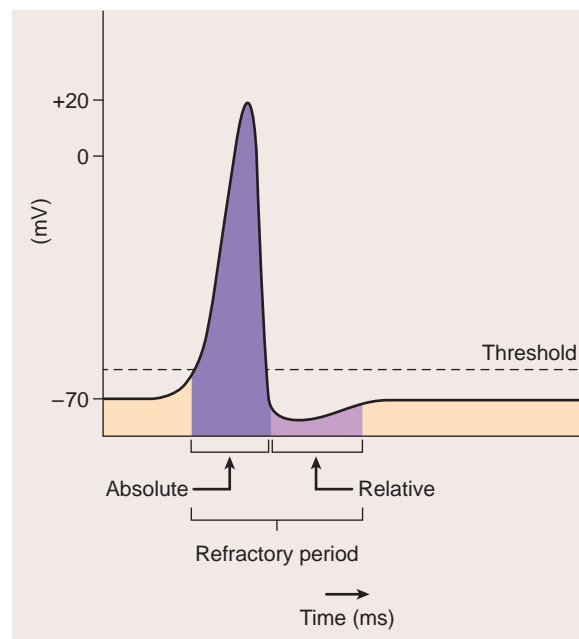 +20
0
(mV)
Threshold
–70
Absolute
Relative
Refractory period
Time (ms)